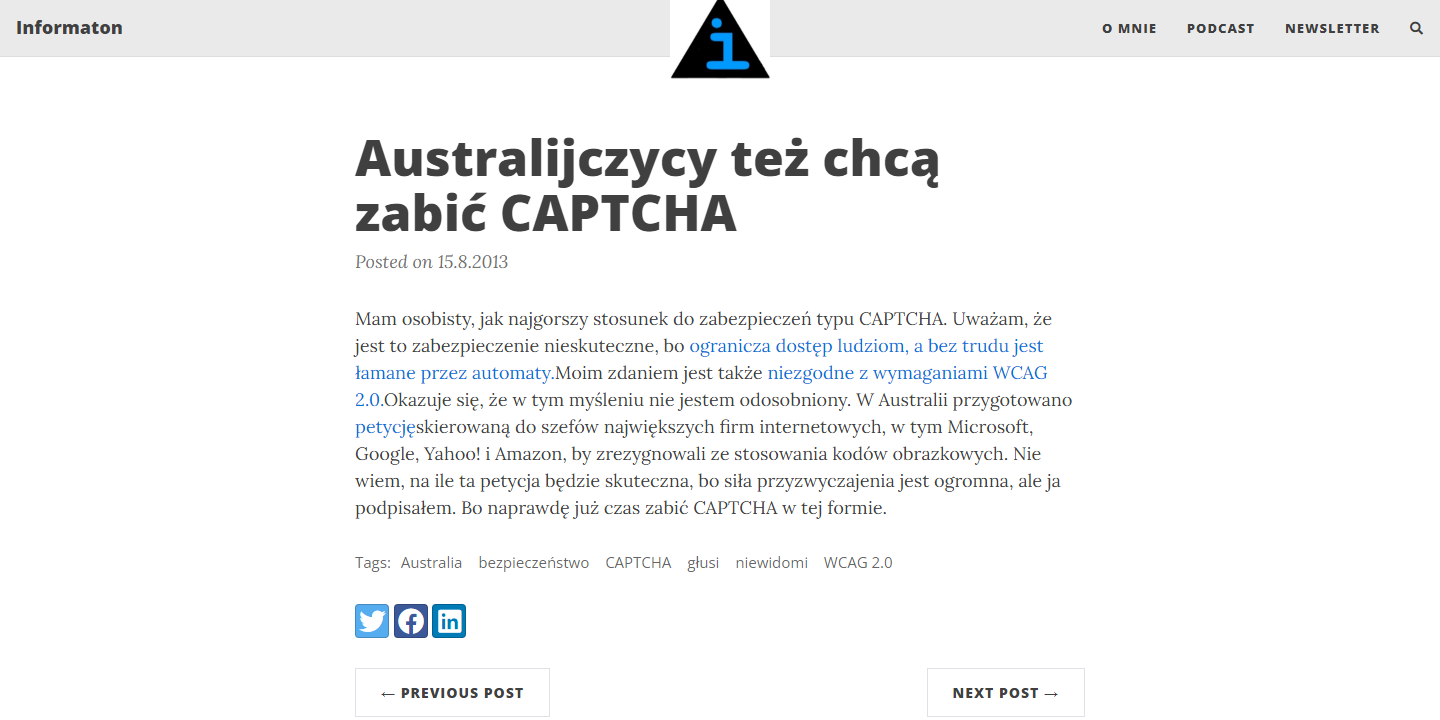 Informaton
i
O MNIE
PODCAST
NEWSLETTER
Australijczycy też chcą
zabić CAPTCHA
Posted on 15.8.2013
Mam osobisty, jak najgorszy stosunek do zabezpieczeń typu CAPTCHA. Uważam, że
jest to zabezpieczenie nieskuteczne, bo ogranicza dostęp ludziom, a bez trudu jest
łamane przez automaty.Moim zdaniem jest także niezgodne z wymaganiami WCAG
2.0.Okazuje się, że w tym myśleniu nie jestem odosobniony. W Australii przygotowano
petycjęskierowaną do szefów największych firm internetowych, w tym Microsoft,
Google, Yahoo! i Amazon, by zrezygnowali ze stosowania kodów obrazkowych. Nie
wiem, na ile ta petycja będzie skuteczna, bo siła przyzwyczajenia jest ogromna, ale ja
podpisałem. Bo naprawdę już czas zabić CAPTCHA w tej formie.
Tags: Australia bezpieczeństwo CAPTCHA głusi niewidomi WCAG 2.0
← PREVIOUS POST
NEXT POST →